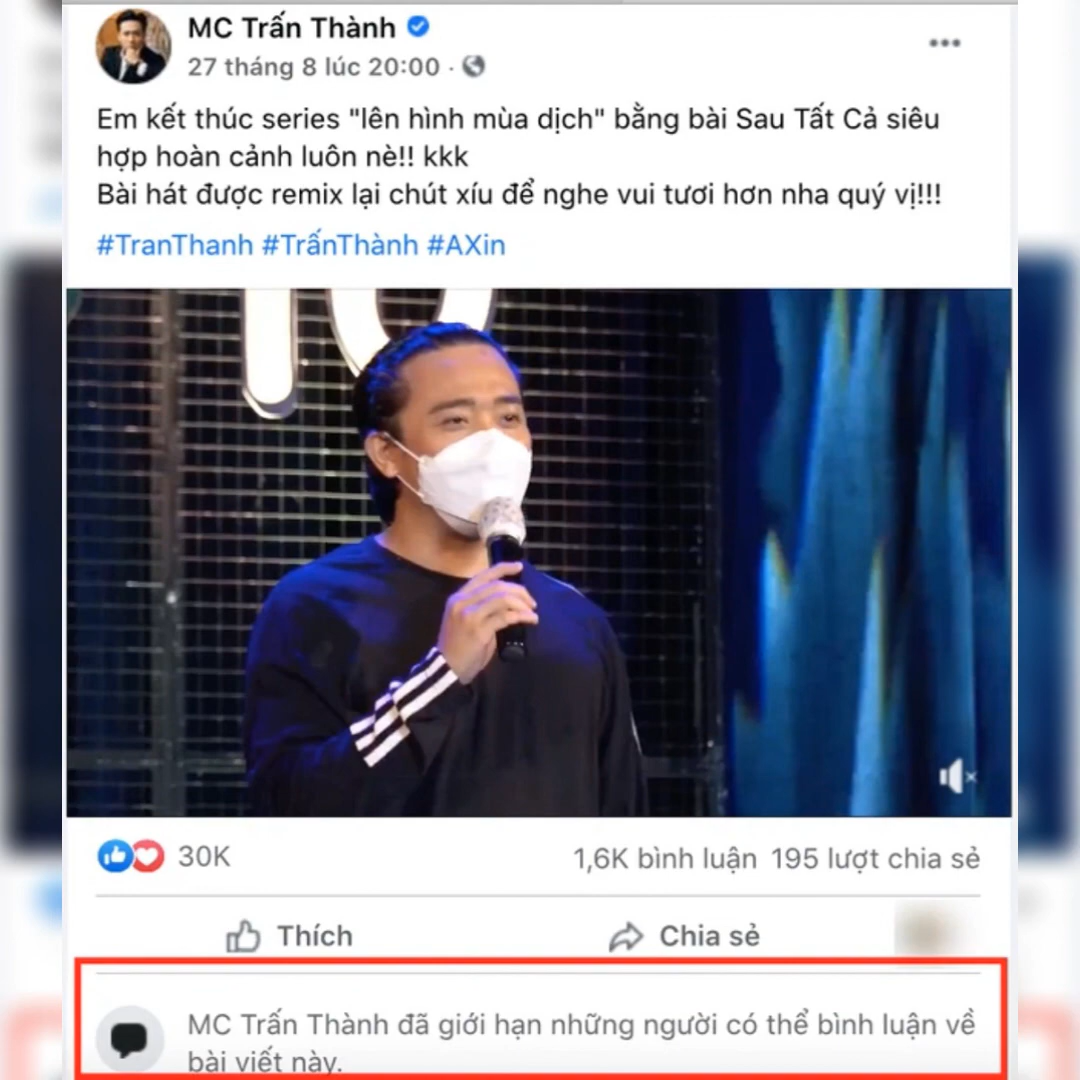 MC Trấn Thành
27 tháng 8 lúc 20:00 ·
Em kết thúc series "lên hình mùa dịch" bằng bài Sau Tất Cả siêu
hợp hoàn cảnh luôn nè!! kkk
Bài hát được remix lại chút xíu để nghe vui tươi hơn nha quý vị!!!
#TranThanh #TrấnThành #AXin
30K
1,6K bình luận 195 lượt chia sẻ
Thích
Chia sẻ
MC Trấn Thành đã giới hạn những người có thể bình luận về
bài viết này.